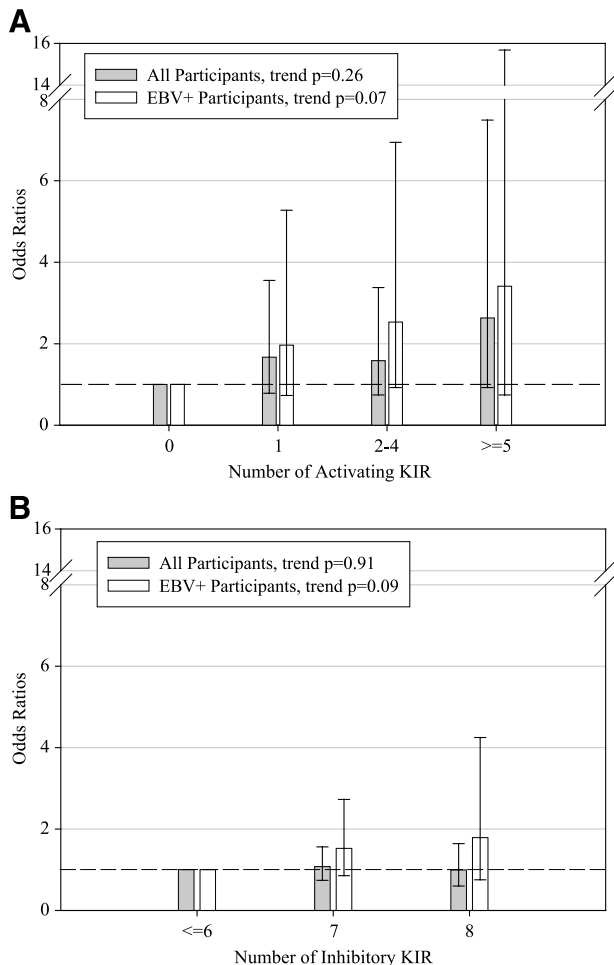 A
16
14
8
6
4
2
0
Odds Ratios
All Participants, trend p=0.26
EBV+ Participants, trend p=0.07
0 1 2-4 >=5
Number of Activating KIR
B
16
14
8
6
4
2
0
Odds Ratios
All Participants, trend p=0.91
EBV+ Participants, trend p=0.09
<=6 7 8
Number of Inhibitory KIR